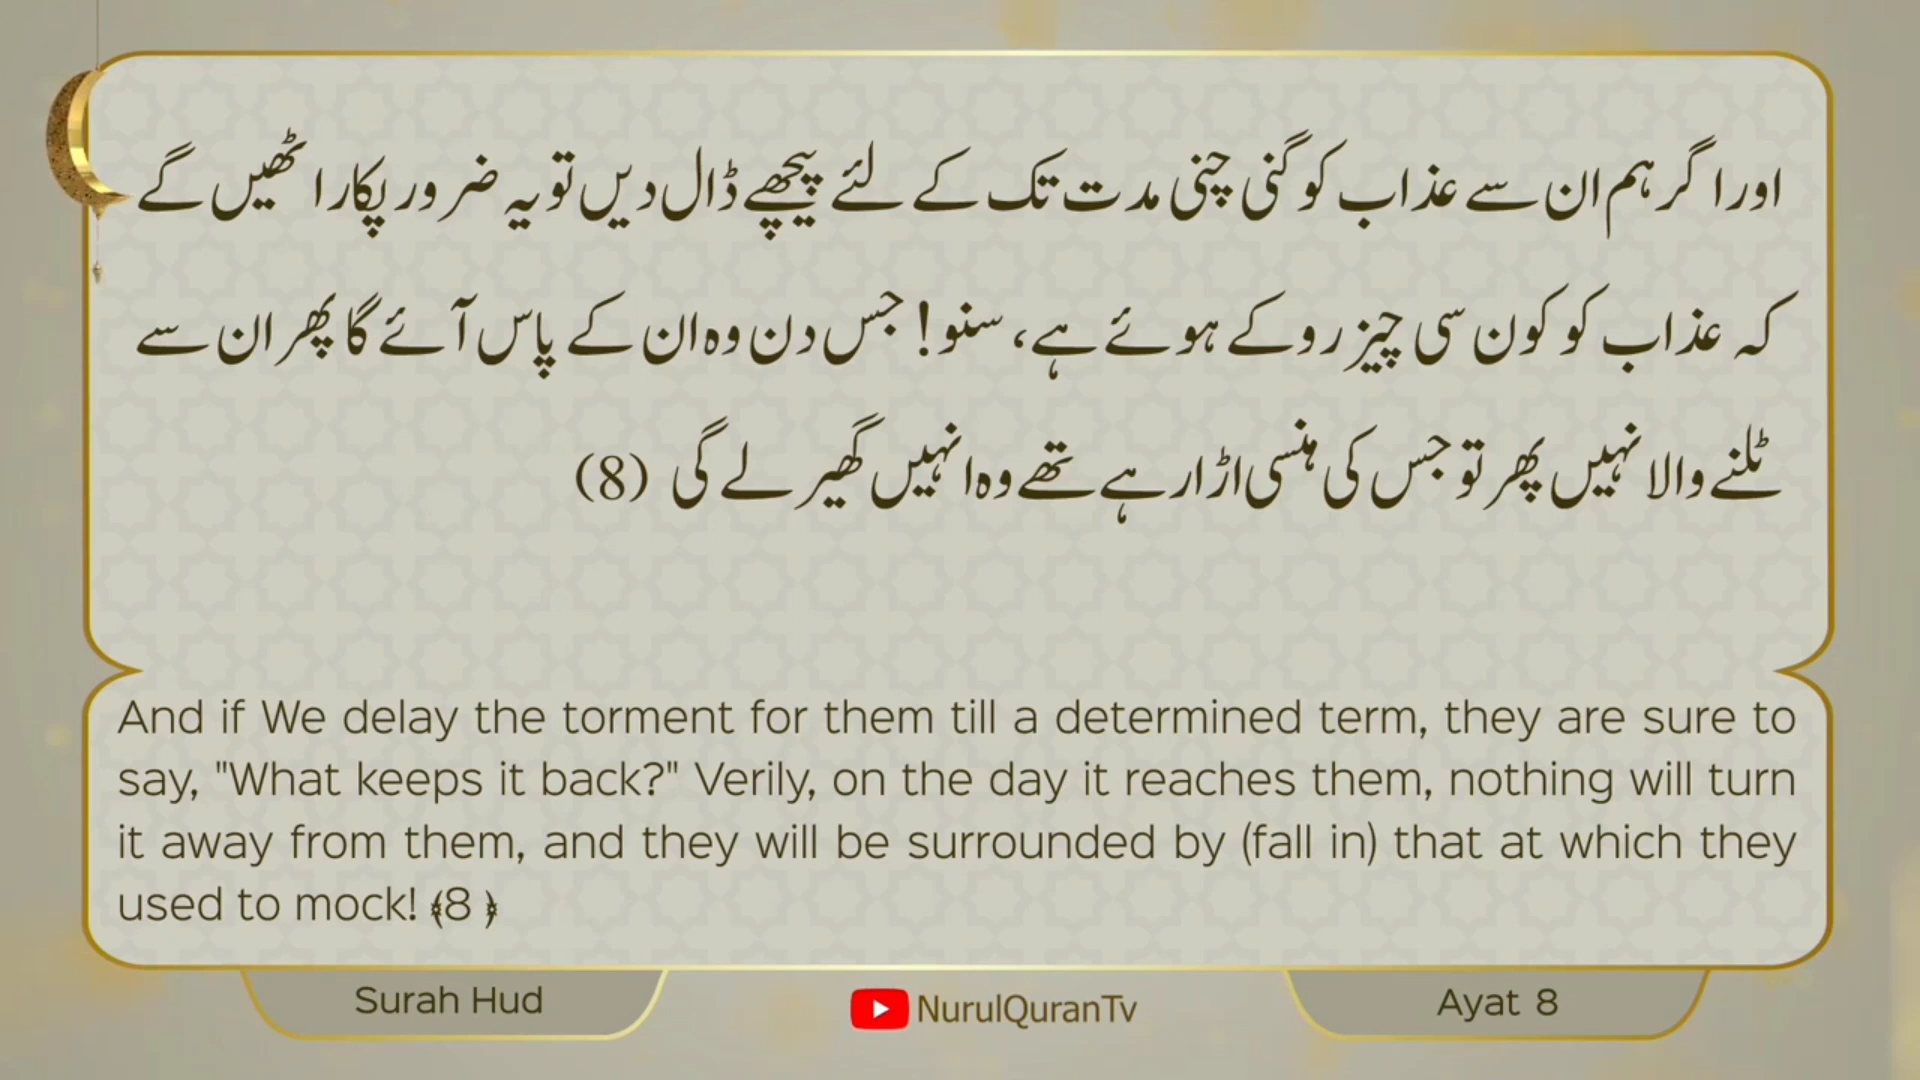 اور اگر ہم ان سے عذاب کو گنی چنی مدت تک کے لئے پیچھے ڈال دیں تو یہ ضرور پکار اٹھیں گے
کہ عذاب کو کون سی چیز روکے ہوئے ہے، سنو! جس دن وہ ان کے پاس آئے گا پھر ان سے
ٹلنے والا نہیں پھر تو جس کی ہنسی اڑا رہے تھے وہ انہیں گھیر لے گی (8)
And if We delay the torment for them till a determined term, they are sure to
say, "What keeps it back?" Verily, on the day it reaches them, nothing will turn
it away from them, and they will be surrounded by (fall in) that at which they
used to mock! ﴾8 ﴿
Surah Hud
NurulQuranTv
Ayat 8